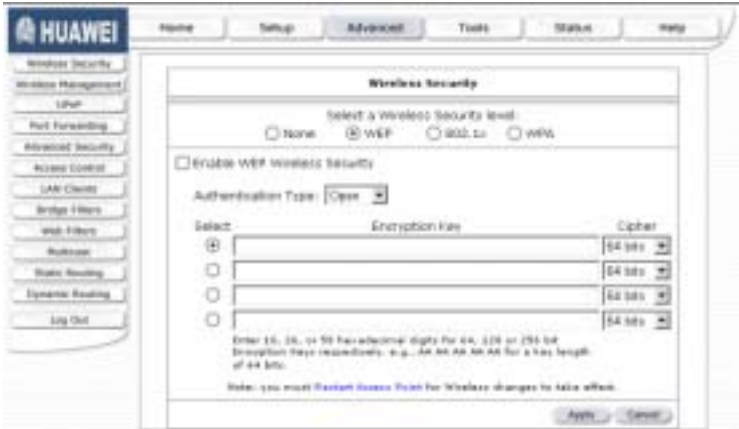 HUAWEI
Home Setup Advanced Tools Status Help
Wireless Security
Wireless Management
UPnP
Port Forwarding
Advanced Security
Access Control
LAN Clients
Bridge Filters
Web Filters
Multicast
Static Routing
Dynamic Routing
Log Out
Wireless Security
Select a Wireless Security level:
None WEP 802.1x WPA
Enable WEP Wireless Security
Authentication Type: Open
Select Encryption Key Cipher
64 bits
64 bits
64 bits
64 bits
Enter 10, 26, or 58 hexadecimal digits for 64, 128 or 256 bit
Encryption Keys respectively. e.g., AA AA AA AA AA for a key length
of 64 bits.
Note: you must Restart Access Point for Wireless changes to take effect.
Apply Cancel